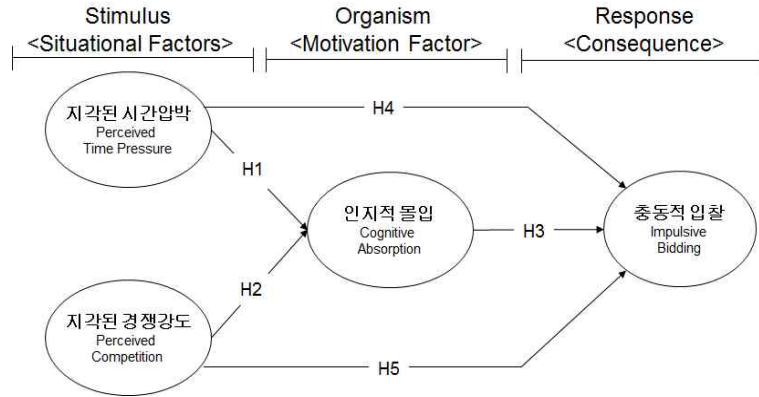 Stimulus
<Situational Factors>
Organism
<Motivation Factor>
Response
<Consequence>
지각된 시간압박
Perceived
Time Pressure
H4
H1
인지적 몰입
Cognitive
Absorption
H3
충동적 입찰
Impulsive
Bidding
H2
지각된 경쟁강도
Perceived
Competition
H5